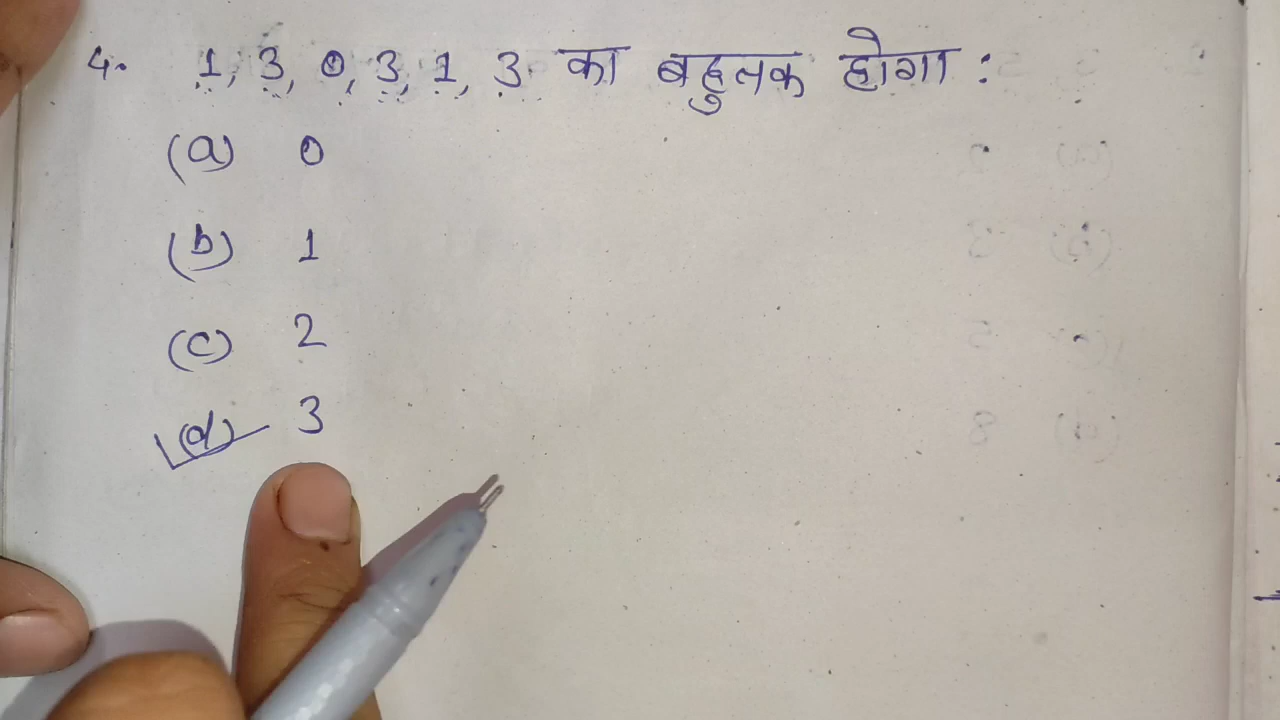 4. 1, 3, 0, 3, 1, 3 का बहुलक होगा :
(a) 0
(b) 1
(c) 2
(d) 3